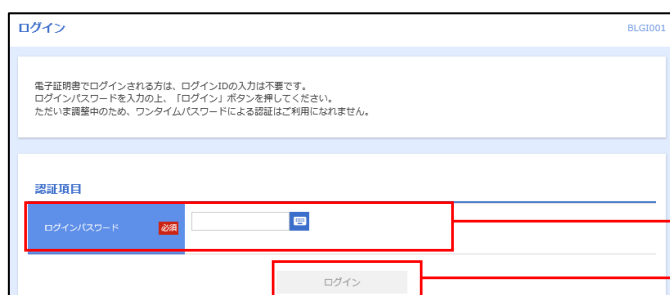 ログイン
BLGI001
電子証明書でログインされる方は、ログインIDの入力は不要です。
ログインパスワードを入力の上、「ログイン」ボタンを押してください。
ただいま調整中のため、ワンタイムパスワードによる認証はご利用になれません。
認証項目
ログインパスワード 必須
ログイン